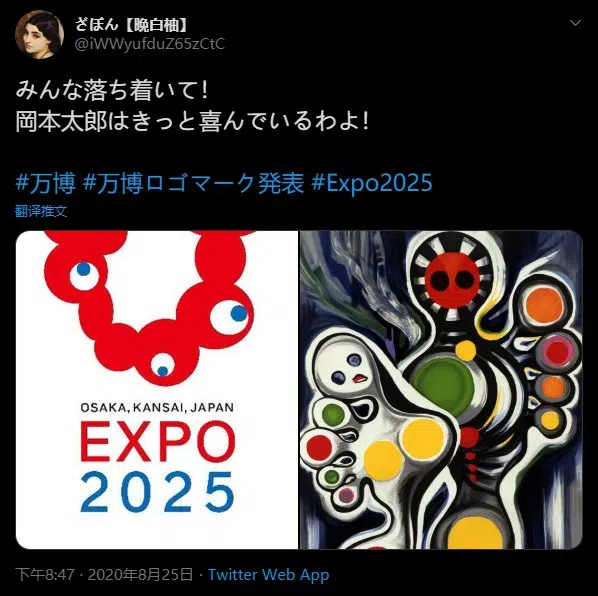 ざぼん【晩白柚】
@iWWyufduZ65zCtC
みんな落ち着いて!
岡本太郎はきっと喜んでいるわよ!
#万博 #万博ロゴマーク発表 #Expo2025
翻译推文
OSAKA, KANSAI, JAPAN
EXPO
2025
下午8:47 · 2020年8月25日 · Twitter Web App